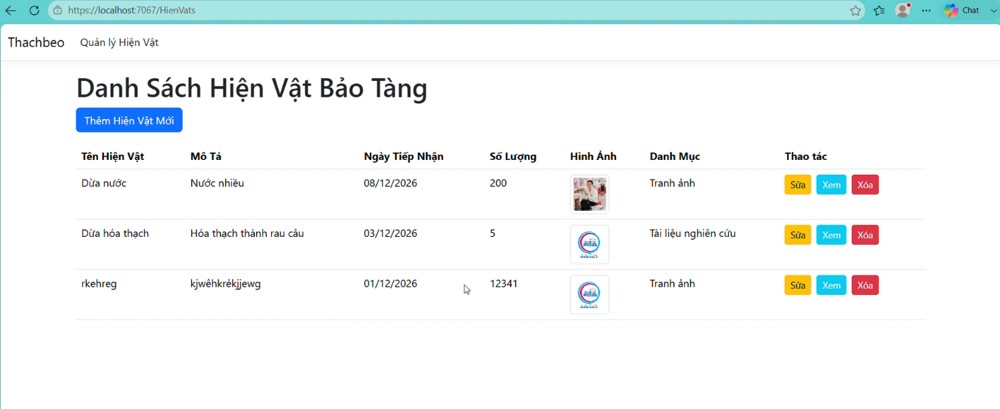 https://localhost:7067/HienVats
Chat
Thachbeo Quản lý Hiện Vật
Danh Sách Hiện Vật Bảo Tàng
Thêm Hiện Vật Mới
Tên Hiện Vật Mô Tả Ngày Tiếp Nhận Số Lượng Hình Ảnh Danh Mục Thao tác
Dừa nước Nước nhiều 08/12/2026 200 Tranh ảnh Sửa Xem Xóa
Dừa hóa thạch Hóa thạch thành rau câu 03/12/2026 5 Tài liệu nghiên cứu Sửa Xem Xóa
rkehreg kjwêhkrẻkjjewg 01/12/2026 12341 Tranh ảnh Sửa Xem Xóa